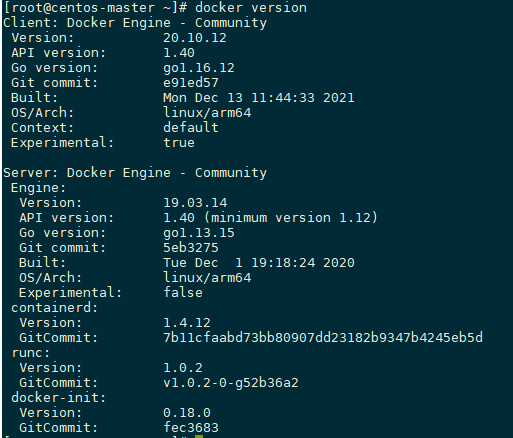 [root@centos-master ~]# docker version
Client: Docker Engine - Community
 Version:           20.10.12
 API version:       1.40
 Go version:        go1.16.12
 Git commit:        e91ed57
 Built:             Mon Dec 13 11:44:33 2021
 OS/Arch:           linux/arm64
 Context:           default
 Experimental:      true

Server: Docker Engine - Community
 Engine:
  Version:          19.03.14
  API version:      1.40 (minimum version 1.12)
  Go version:       go1.13.15
  Git commit:       5eb3275
  Built:            Tue Dec  1 19:18:24 2020
  OS/Arch:          linux/arm64
  Experimental:     false
 containerd:
  Version:          1.4.12
  GitCommit:        7b11cfaabd73bb80907dd23182b9347b4245eb5d
 runc:
  Version:          1.0.2
  GitCommit:        v1.0.2-0-g52b36a2
 docker-init:
  Version:          0.18.0
  GitCommit:        fec3683